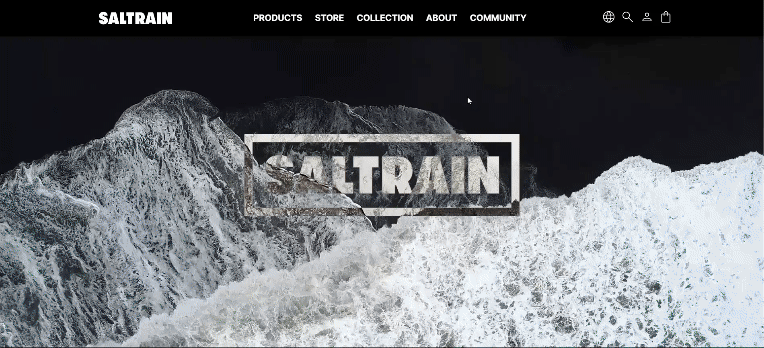 SALTRAIN
PRODUCTS STORE COLLECTION ABOUT COMMUNITY
SALTRAIN